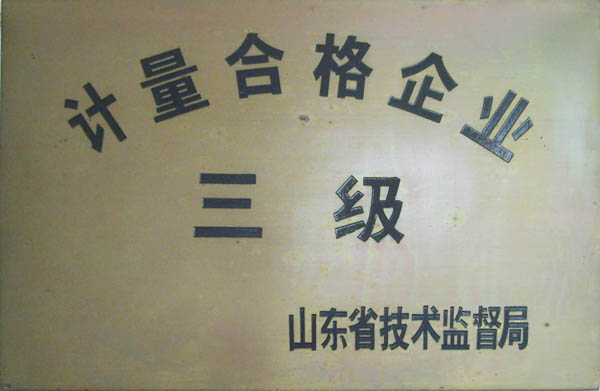 计量合格企业
三级
山东省技术监督局